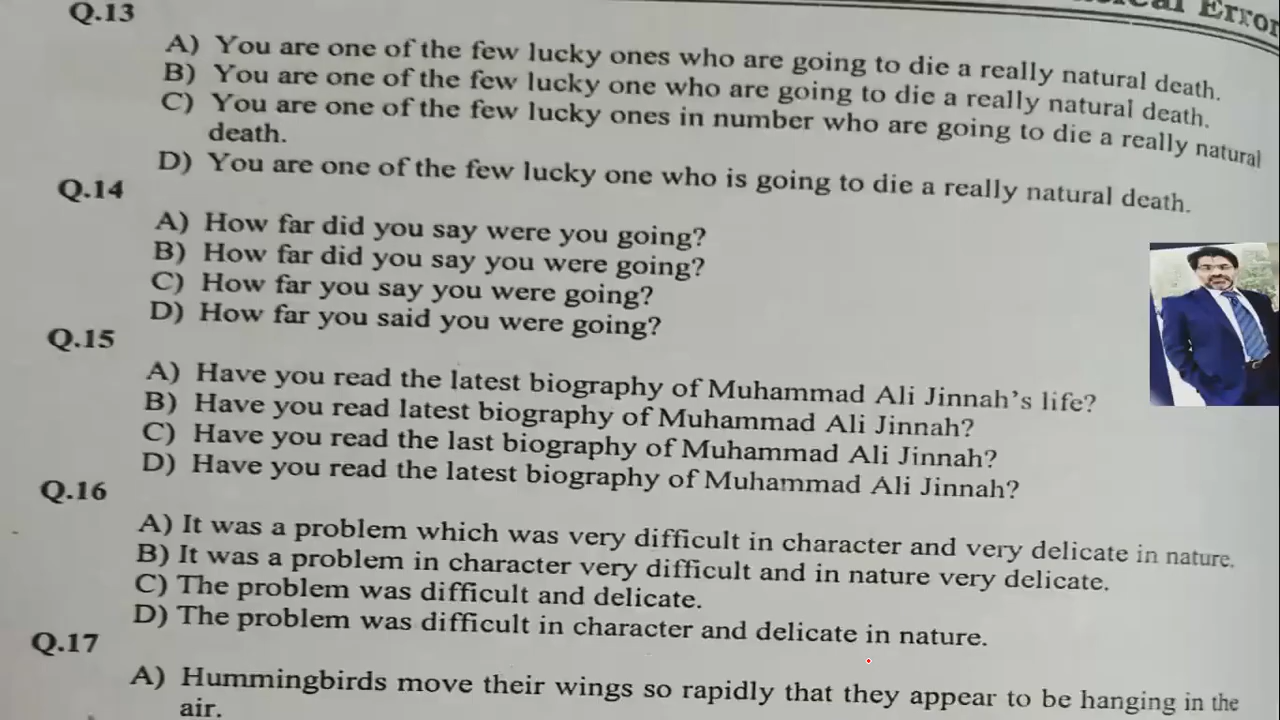 ical Error
Q.13
A) You are one of the few lucky ones who are going to die a really natural death.
B) You are one of the few lucky one who are going to die a really natural death.
C) You are one of the few lucky ones in number who are going to die a really natural
death.
D) You are one of the few lucky one who is going to die a really natural death.
Q.14
A) How far did you say were you going?
B) How far did you say you were going?
C) How far you say you were going?
D) How far you said you were going?
Q.15
A) Have you read the latest biography of Muhammad Ali Jinnah's life?
B) Have you read latest biography of Muhammad Ali Jinnah?
C) Have you read the last biography of Muhammad Ali Jinnah?
D) Have you read the latest biography of Muhammad Ali Jinnah?
Q.16
A) It was a problem which was very difficult in character and very delicate in nature.
B) It was a problem in character very difficult and in nature very delicate.
C) The problem was difficult and delicate.
D) The problem was difficult in character and delicate in nature.
Q.17
A) Hummingbirds move their wings so rapidly that they appear to be hanging in the
air.